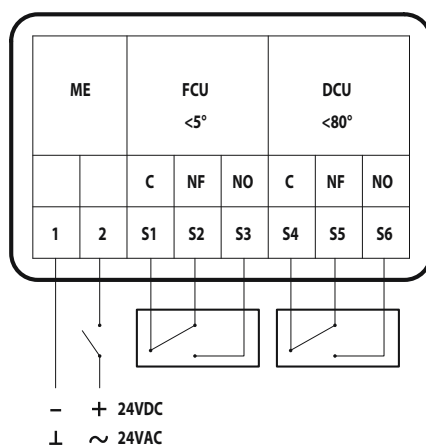 ME FCU DCU
<5° <80°
C NF NO C NF NO
1 2 S1 S2 S3 S4 S5 S6
− + 24VDC
⊥ ~ 24VAC